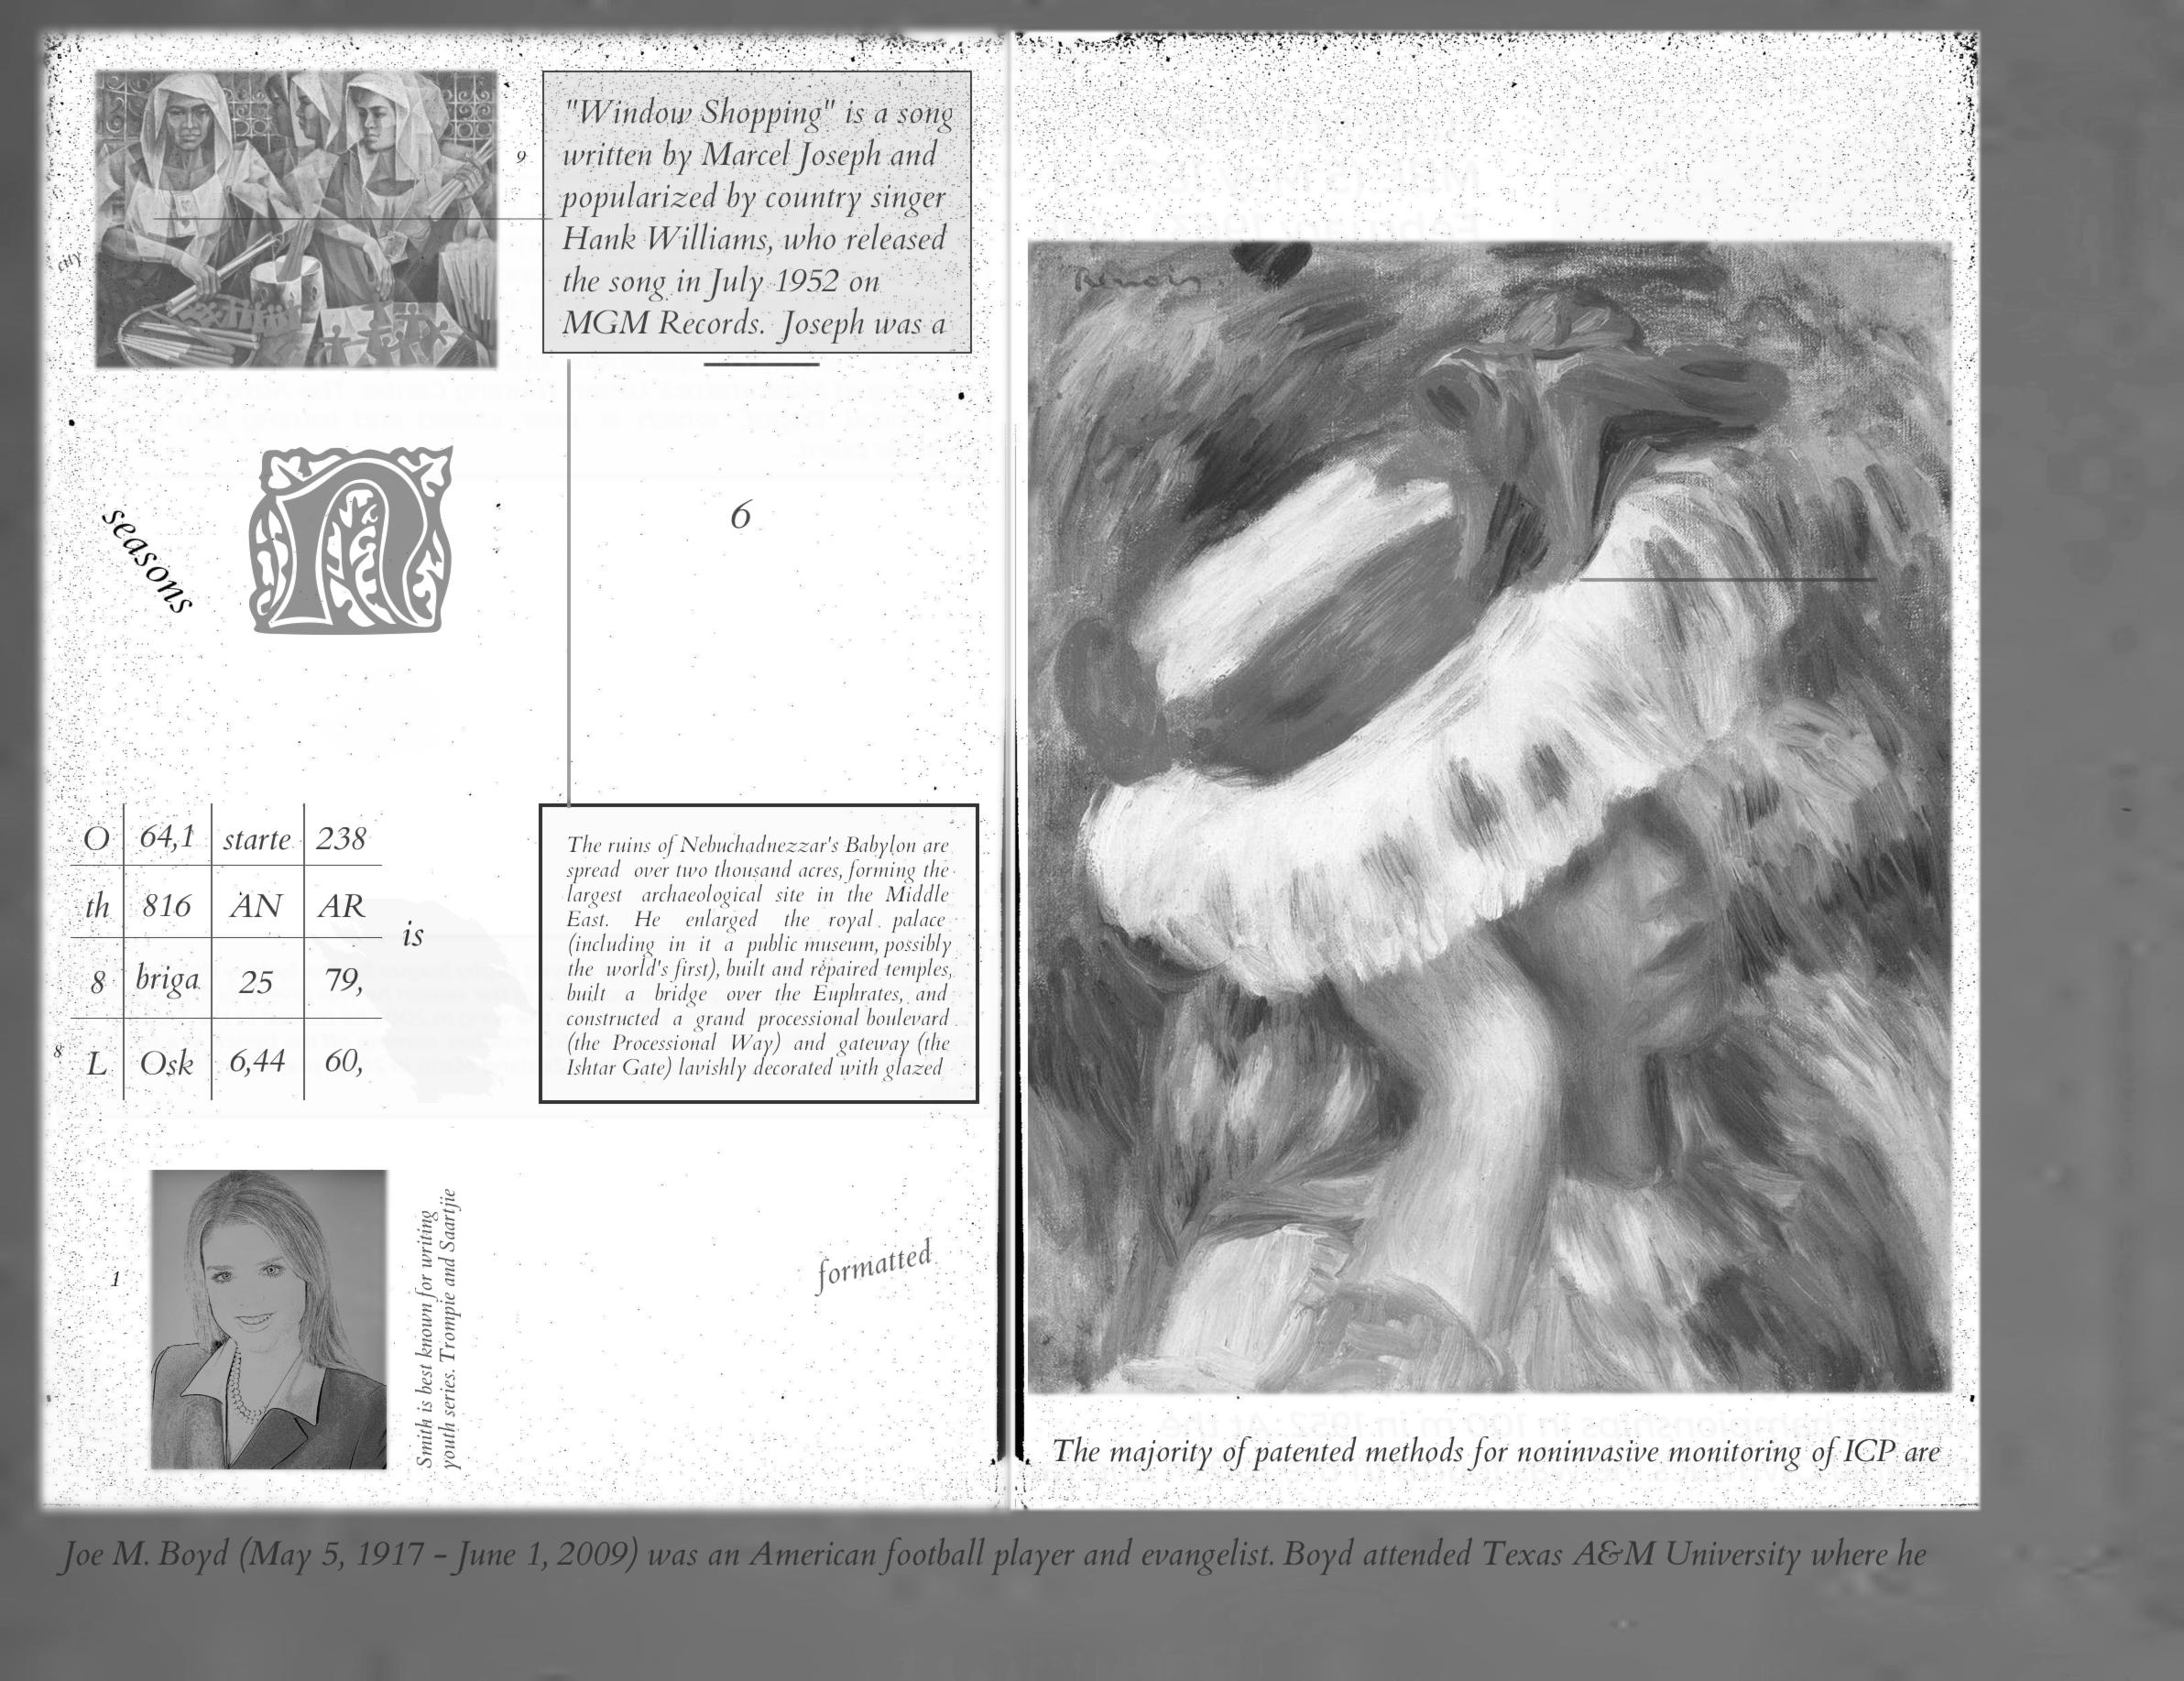 9
"Window Shopping" is a song
written by Marcel Joseph and
popularized by country singer
Hank Williams, who released
the song in July 1952 on
MGM Records. Joseph was a
city
seasons
N
6
O 64,1 starte 238
th 816 AN AR
8 briga 25 79,
L Osk 6,44 60,
is
8
The ruins of Nebuchadnezzar's Babylon are
spread over two thousand acres, forming the
largest archaeological site in the Middle
East. He enlarged the royal palace
(including in it a public museum, possibly
the world's first), built and repaired temples,
built a bridge over the Euphrates, and
constructed a grand processional boulevard
(the Processional Way) and gateway (the
Ishtar Gate) lavishly decorated with glazed
1
Smith is best known for writing
youth series. Trompie and Saartjie
formatted
Renoir.
The majority of patented methods for noninvasive monitoring of ICP are
Joe M. Boyd (May 5, 1917 – June 1, 2009) was an American football player and evangelist. Boyd attended Texas A&M University where he